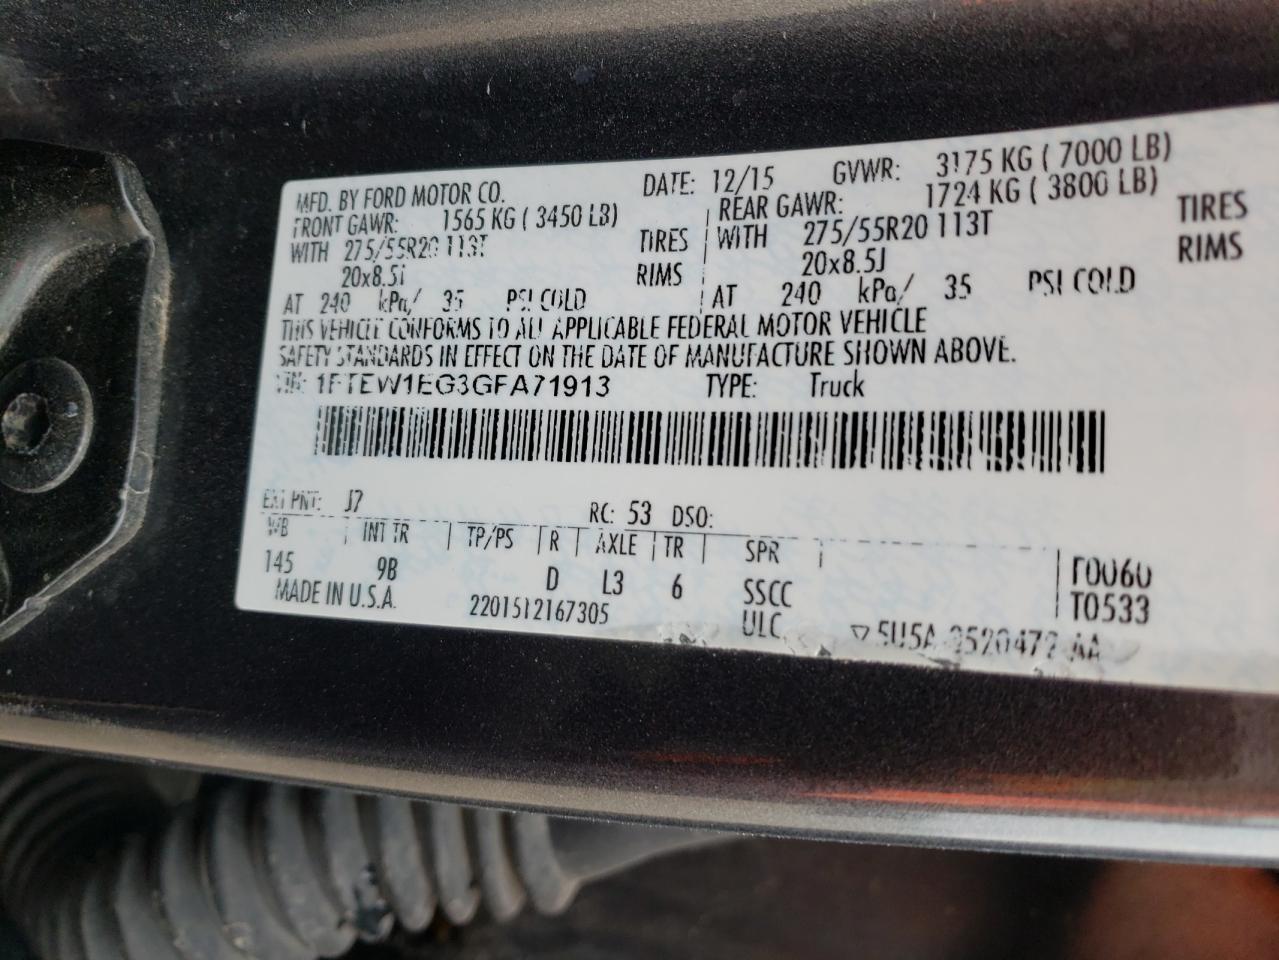 MFD. BY FORD MOTOR CO. DATE: 12/15 GVWR: 3175 KG ( 7000 LB)
FRONT GAWR: 1565 KG ( 3450 LB) REAR GAWR: 1724 KG ( 3800 LB)
WITH 275/55R20 113T TIRES WITH 275/55R20 113T TIRES
20x8.5J RIMS 20x8.5J RIMS
AT 240 kPa/ 35 PSI COLD AT 240 kPa/ 35 PSI COLD
THIS VEHICLE CONFORMS TO ALL APPLICABLE FEDERAL MOTOR VEHICLE
SAFETY STANDARDS IN EFFECT ON THE DATE OF MANUFACTURE SHOWN ABOVE.
VIN: 1FTEW1EG3GFA71913 TYPE: Truck
EXT PNT: J7 RC: 53 DSO:
WB INT TR TP/PS R AXLE TR SPR
145 9B D L3 6 SSCC T0060
MADE IN U.S.A. 2201512167305 ULC T0533
5U5A 3520472 AA